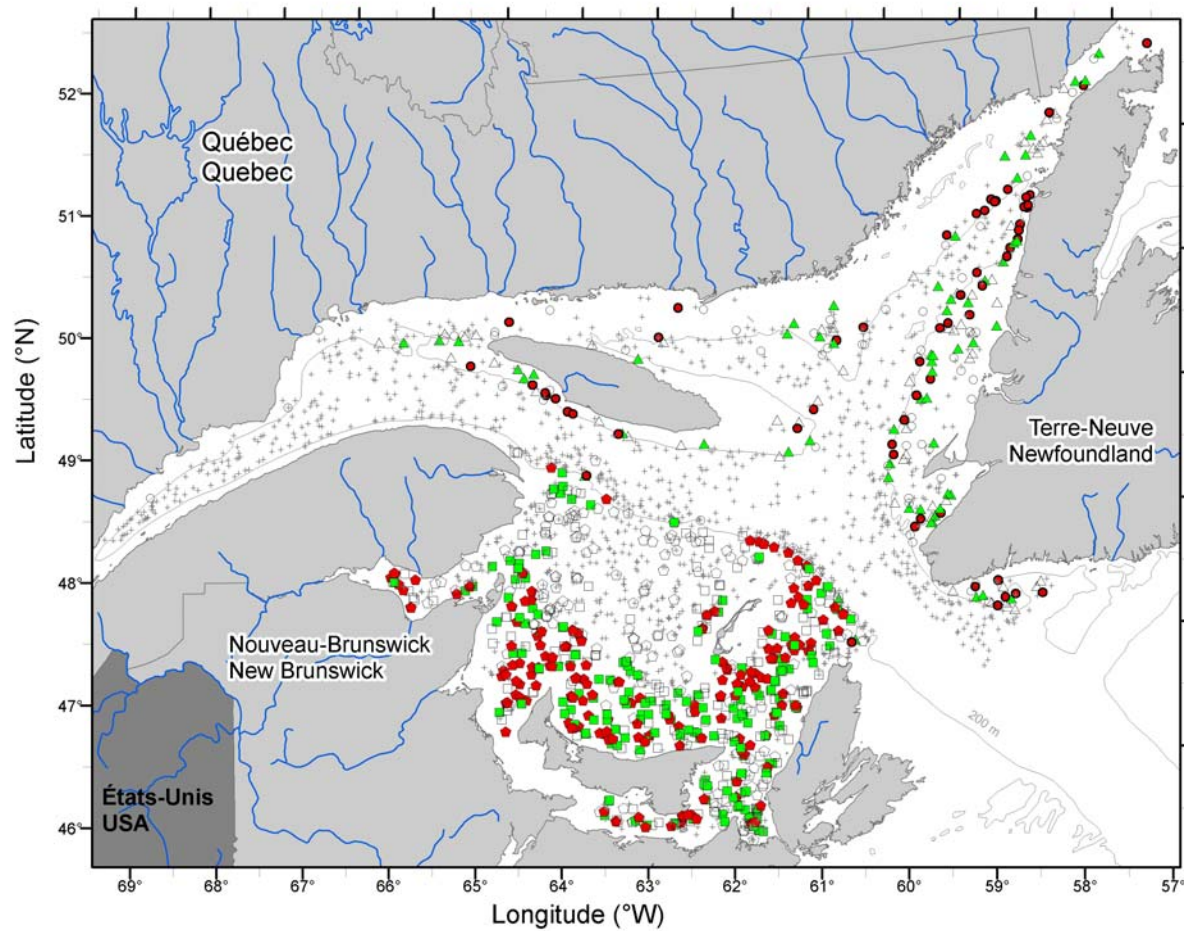 52°
51°
50°
49°
48°
47°
46°
Latitude (°N)
Québec
Quebec
Terre-Neuve
Newfoundland
Nouveau-Brunswick
New Brunswick
États-Unis
USA
200 m
69° 68° 67° 66° 65° 64° 63° 62° 61° 60° 59° 58° 57°
Longitude (°W)